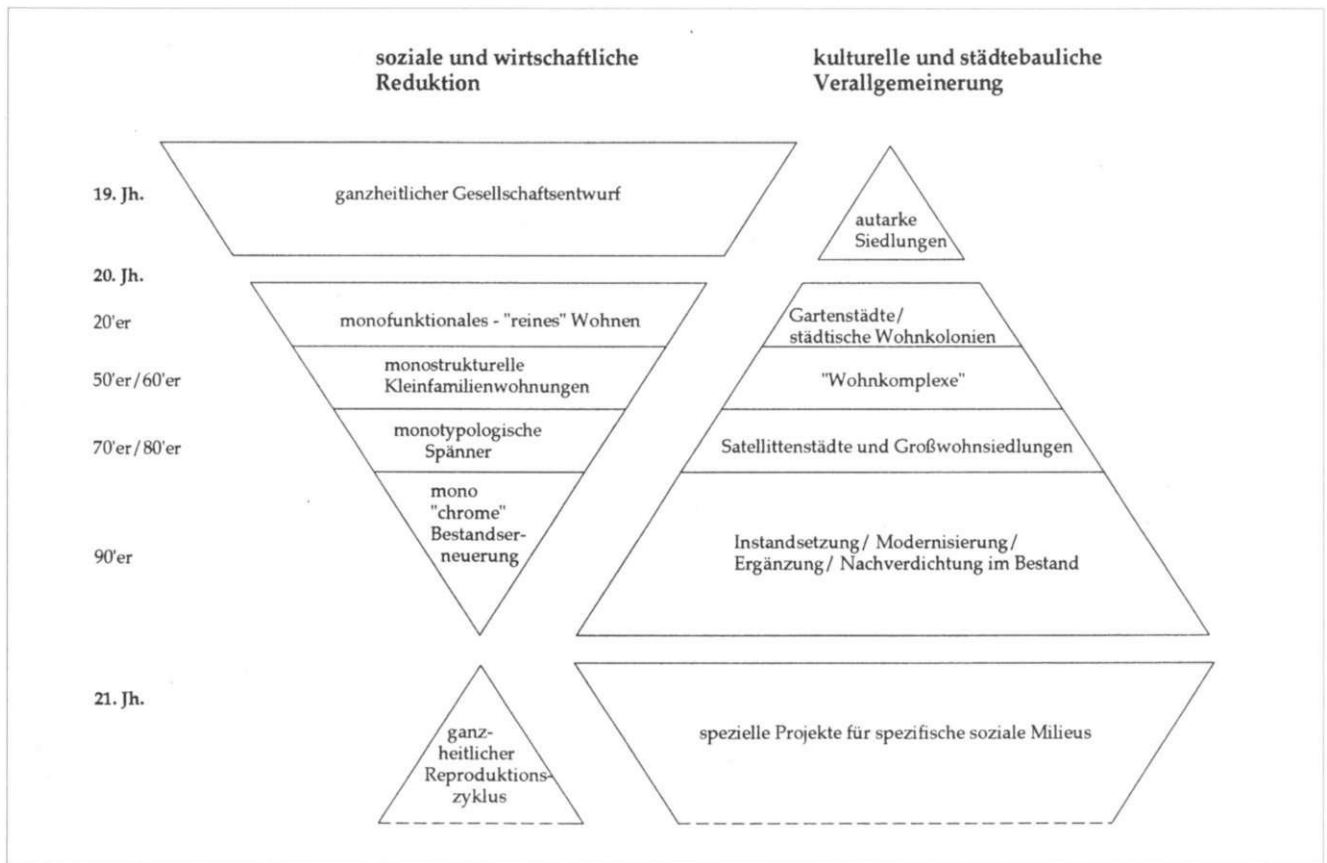 soziale und wirtschaftliche
Reduktion
kulturelle und städtebauliche
Verallgemeinerung
19. Jh.
ganzheitlicher Gesellschaftsentwurf
autarke
Siedlungen
20. Jh.
20'er
monofunktionales - "reines" Wohnen
Gartenstädte/
städtische Wohnkolonien
50'er/60'er
monostrukturelle
Kleinfamilienwohnungen
"Wohnkomplexe"
70'er/80'er
monotypologische
Spänner
Satellittenstädte und Großwohnsiedlungen
90'er
mono
"chrome"
Bestandser-
neuerung
Instandsetzung/ Modernisierung/
Ergänzung/ Nachverdichtung im Bestand
21. Jh.
ganz-
heitlicher
Reproduktions-
zyklus
spezielle Projekte für spezifische soziale Milieus